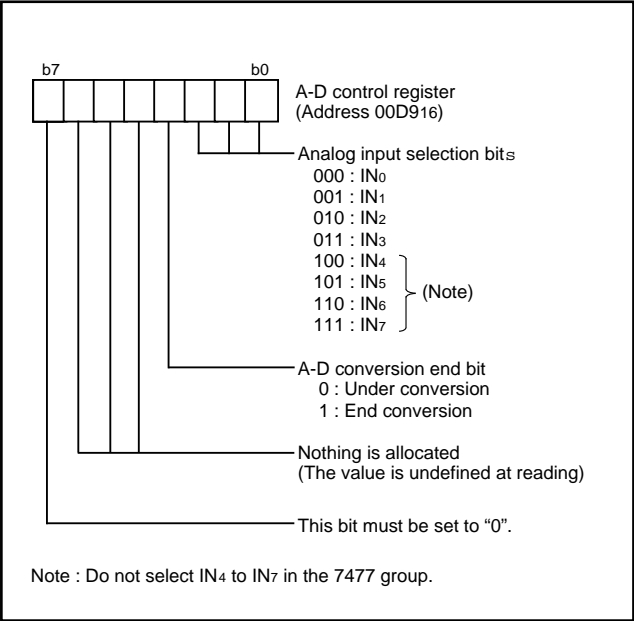 b7 b0
A-D control register
(Address 00D916)
Analog input selection bits
000 : IN0
001 : IN1
010 : IN2
011 : IN3
100 : IN4
101 : IN5
(Note)
110 : IN6
111 : IN7
A-D conversion end bit
0 : Under conversion
1 : End conversion
Nothing is allocated
(The value is undefined at reading)
This bit must be set to “0”.
Note : Do not select IN4 to IN7 in the 7477 group.